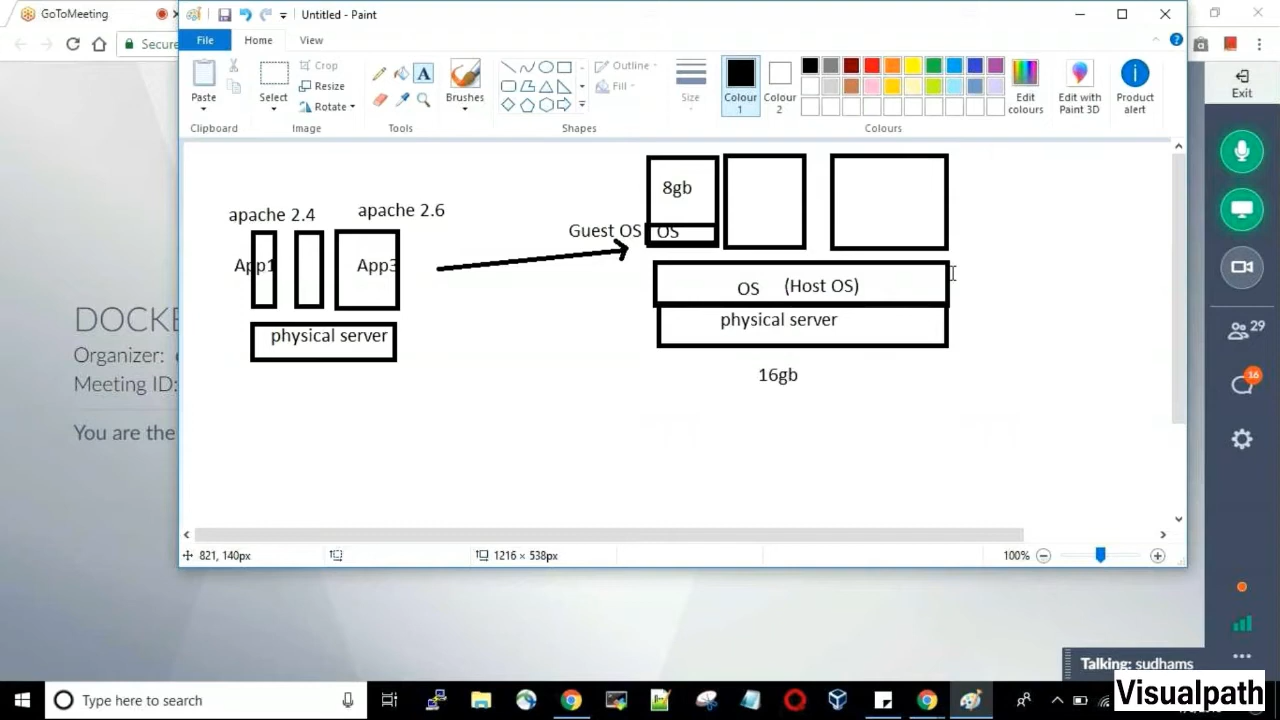 GoToMeeting
Untitled - Paint
Secure
File
Home
View
Paste
Clipboard
Select
Crop
Resize
Rotate
Image
Tools
Brushes
Shapes
Outline
Fill
Size
Colour 1
Colour 2
Edit colours
Colours
Edit with Paint 3D
Product alert
Exit
apache 2.4
apache 2.6
App1
App3
physical server
8gb
Guest OS
OS
OS
(Host OS)
physical server
16gb
DOCKE
Organizer:
Meeting ID:
You are the
29
16
821, 140px
1216 × 538px
100%
Talking: sudhams
Type here to search
Visualpath